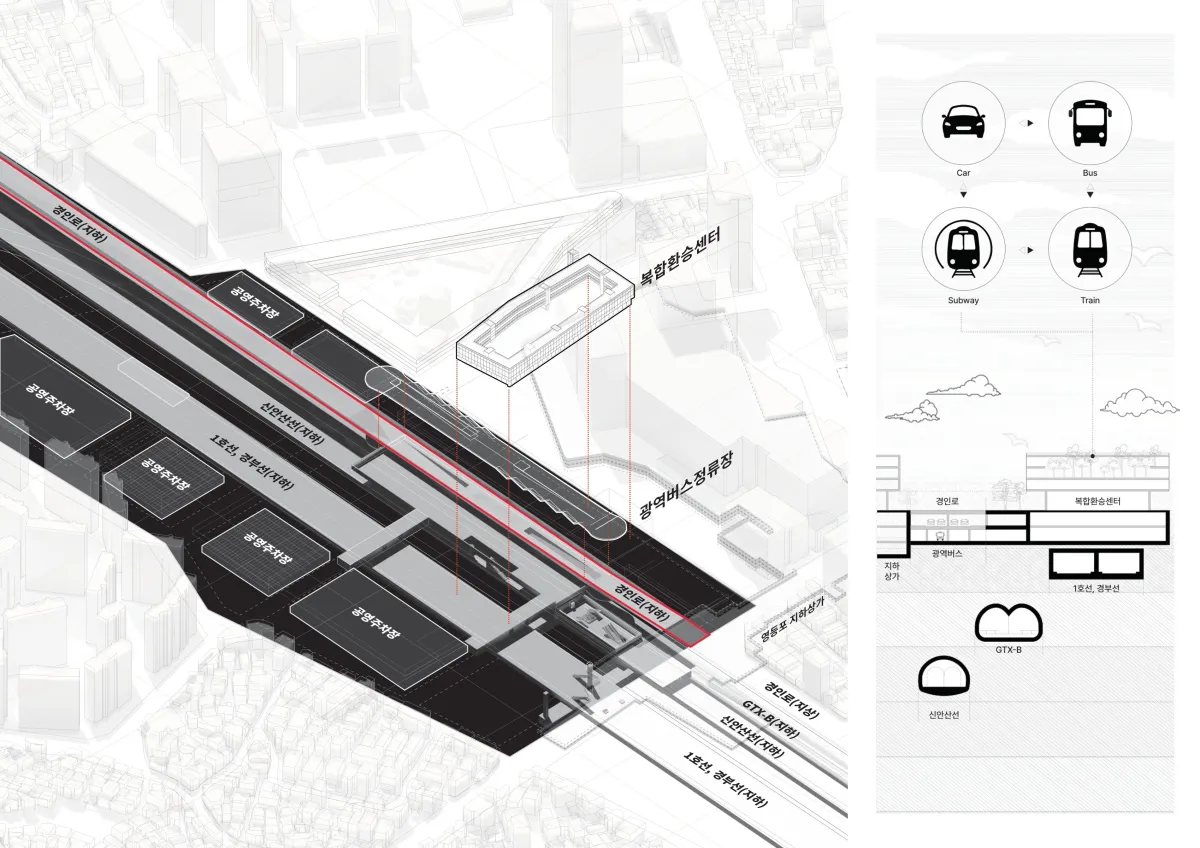 경인로(지하)
공영주차장
복합환승센터
공영주차장
신안산선(지하)
1호선, 경부선(지하)
공영주차장
광역버스정류장
공영주차장
공영주차장
경인로(지하)
영등포 지하상가
경인로(지상)
GTX-B(지하)
신안산선(지하)
1호선, 경부선(지하)
Car
Bus
Subway
Train
경인로
복합환승센터
광역버스
지하
상가
1호선, 경부선
GTX-B
신안산선